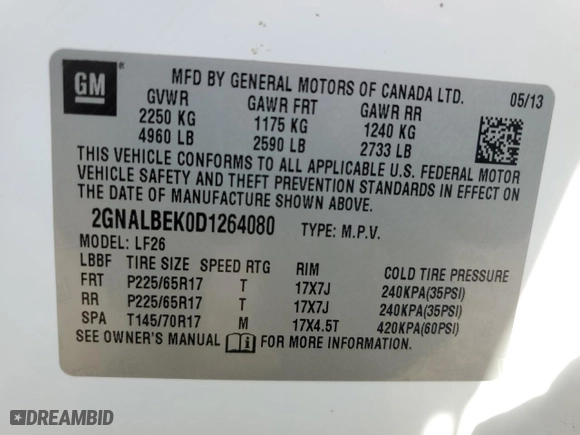 GM
MFD BY GENERAL MOTORS OF CANADA LTD.
05/13
GVWR GAWR FRT GAWR RR
2250 KG 1175 KG 1240 KG
4960 LB 2590 LB 2733 LB
THIS VEHICLE CONFORMS TO ALL APPLICABLE U.S. FEDERAL MOTOR
VEHICLE SAFETY AND THEFT PREVENTION STANDARDS IN EFFECT ON
THE DATE OF MANUFACTURE SHOWN ABOVE.
2GNALBEK0D1264080 TYPE: M.P.V.
MODEL: LF26
LBBF TIRE SIZE SPEED RTG RIM COLD TIRE PRESSURE
FRT P225/65R17 T 17X7J 240KPA(35PSI)
RR P225/65R17 T 17X7J 240KPA(35PSI)
SPA T145/70R17 M 17X4.5T 420KPA(60PSI)
SEE OWNER'S MANUAL FOR MORE INFORMATION.
DREAMBID